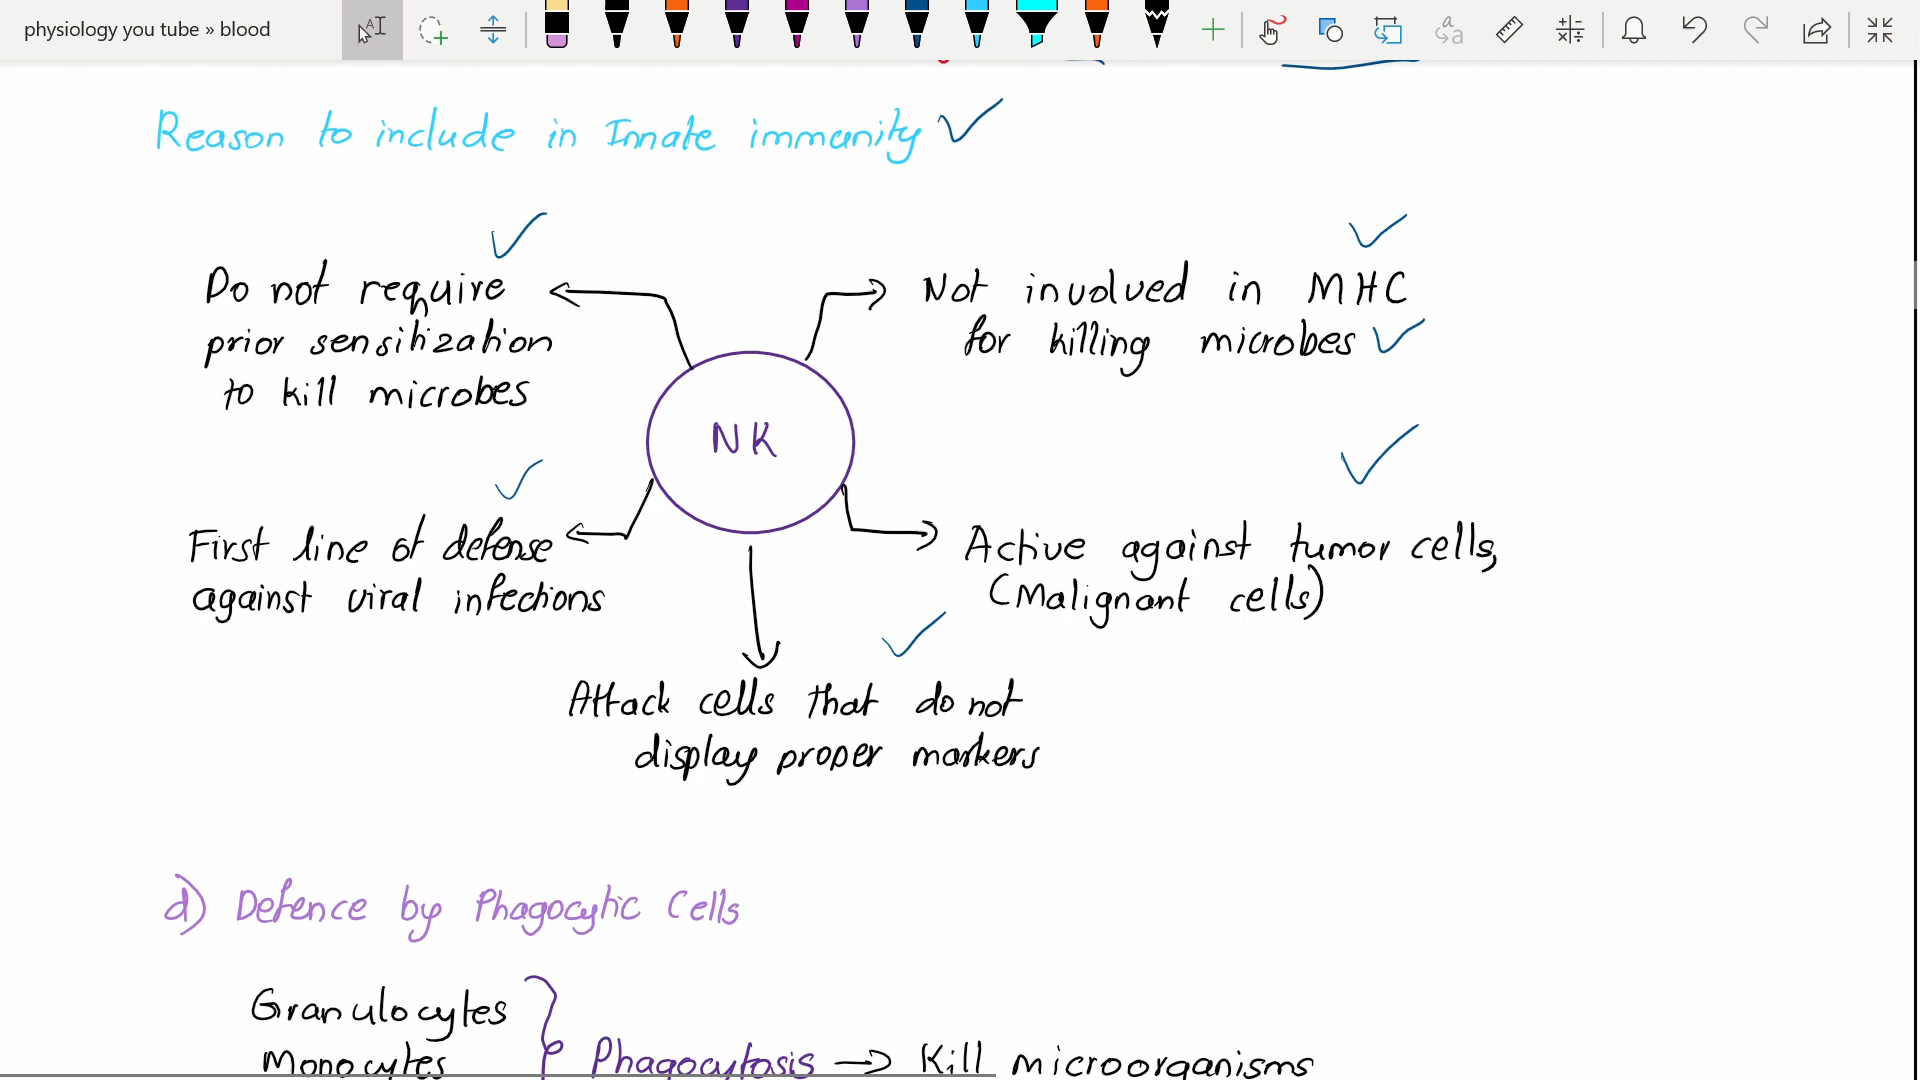 physiology you tube » blood
Reason to include in Innate immunity
Do not require
prior sensitization
to kill microbes
Not involved in MHC
for killing microbes
NK
First line of defense
against viral infections
Active against tumor cells,
(Malignant cells)
Attack cells that do not
display proper markers
d) Defence by Phagocytic Cells
Granulocytes
Monocytes
Phagocytosis → Kill microorganisms